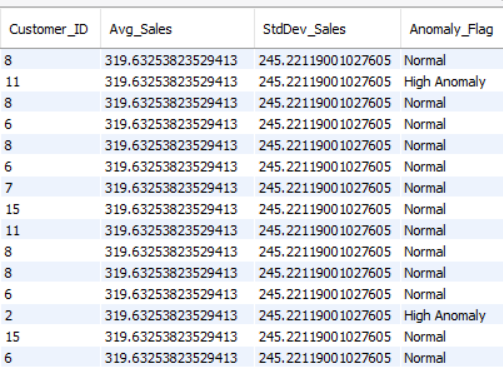 Customer_ID Avg_Sales StdDev_Sales Anomaly_Flag
8 319.63253823529413 245.22119001027605 Normal
11 319.63253823529413 245.22119001027605 High Anomaly
8 319.63253823529413 245.22119001027605 Normal
6 319.63253823529413 245.22119001027605 Normal
8 319.63253823529413 245.22119001027605 Normal
6 319.63253823529413 245.22119001027605 Normal
7 319.63253823529413 245.22119001027605 Normal
15 319.63253823529413 245.22119001027605 Normal
11 319.63253823529413 245.22119001027605 Normal
8 319.63253823529413 245.22119001027605 Normal
8 319.63253823529413 245.22119001027605 Normal
6 319.63253823529413 245.22119001027605 Normal
2 319.63253823529413 245.22119001027605 High Anomaly
15 319.63253823529413 245.22119001027605 Normal
6 319.63253823529413 245.22119001027605 Normal